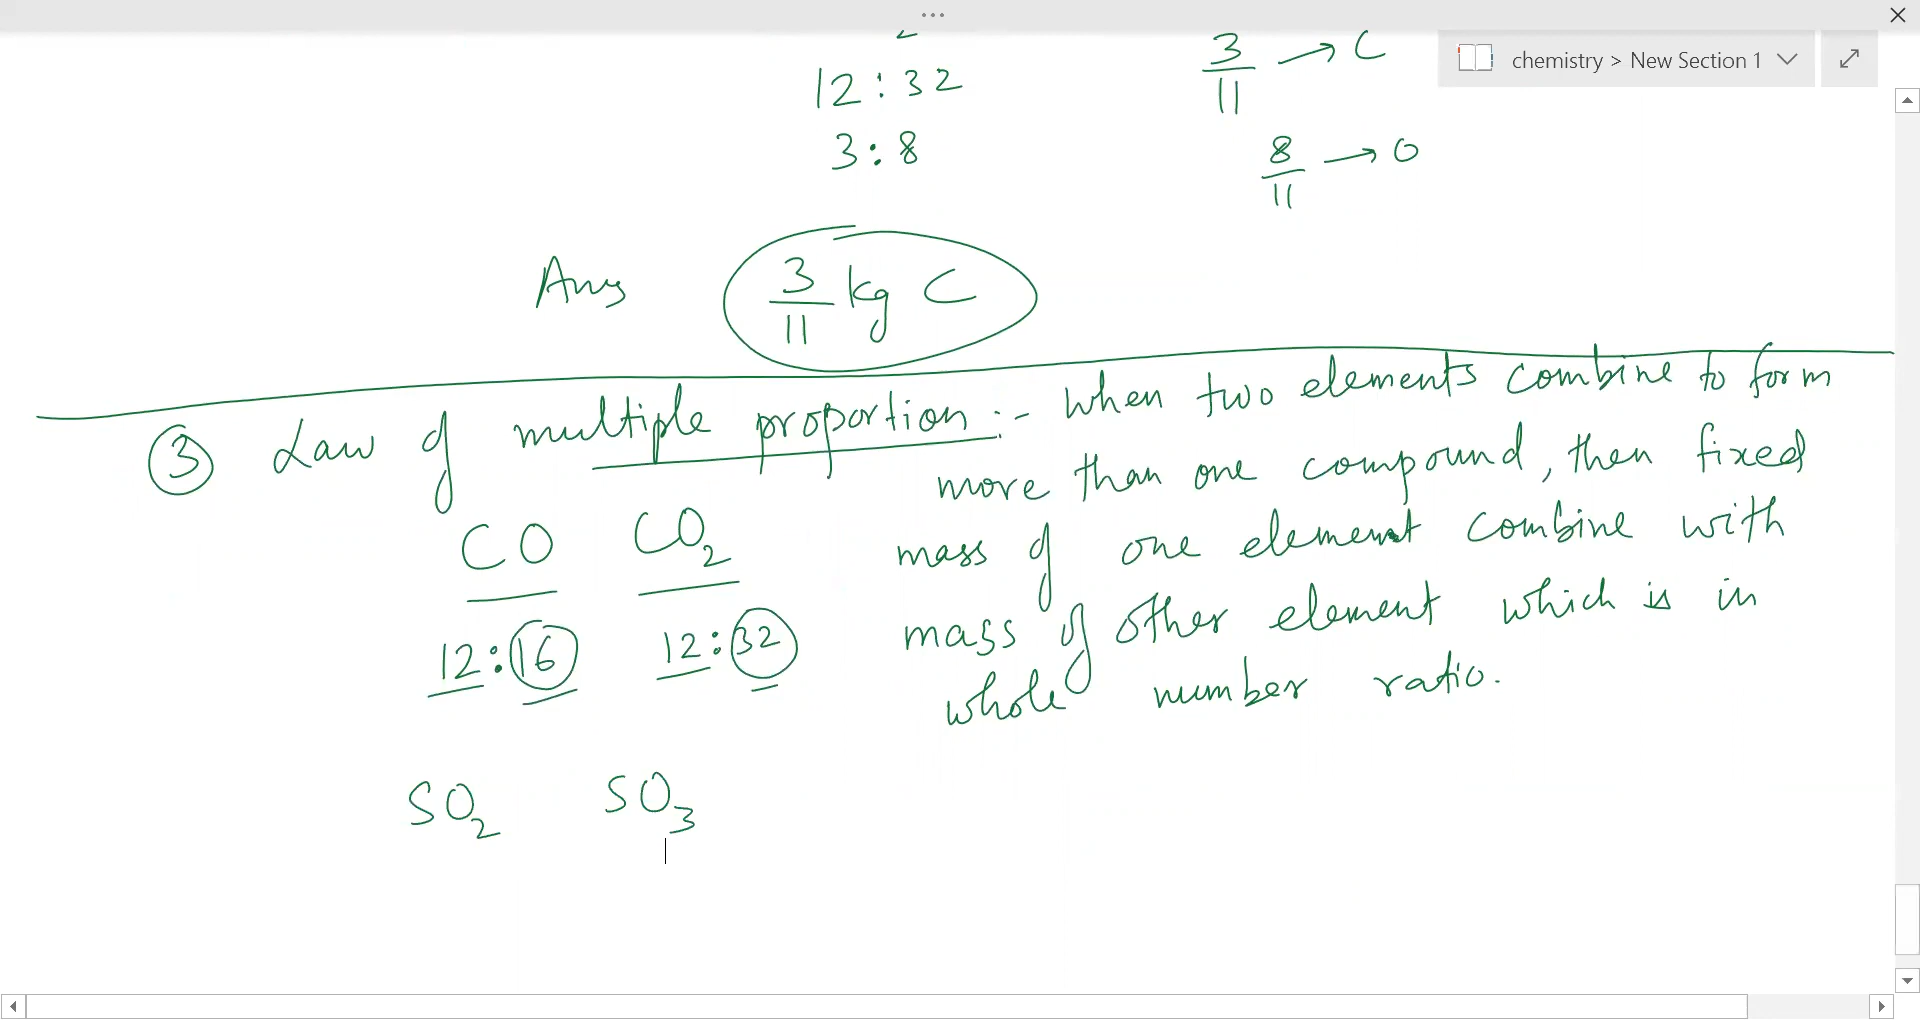 chemistry > New Section 1
2
12:32
3:8
3/11 → C
8/11 → O
Ans 3/11 kg C
③ Law of multiple proportion :- When two elements combine to form
more than one compound, then fixed
mass of one element combine with
mass of other element which is in
whole number ratio.
CO CO₂
12:16 12:32
SO₂ SO₃